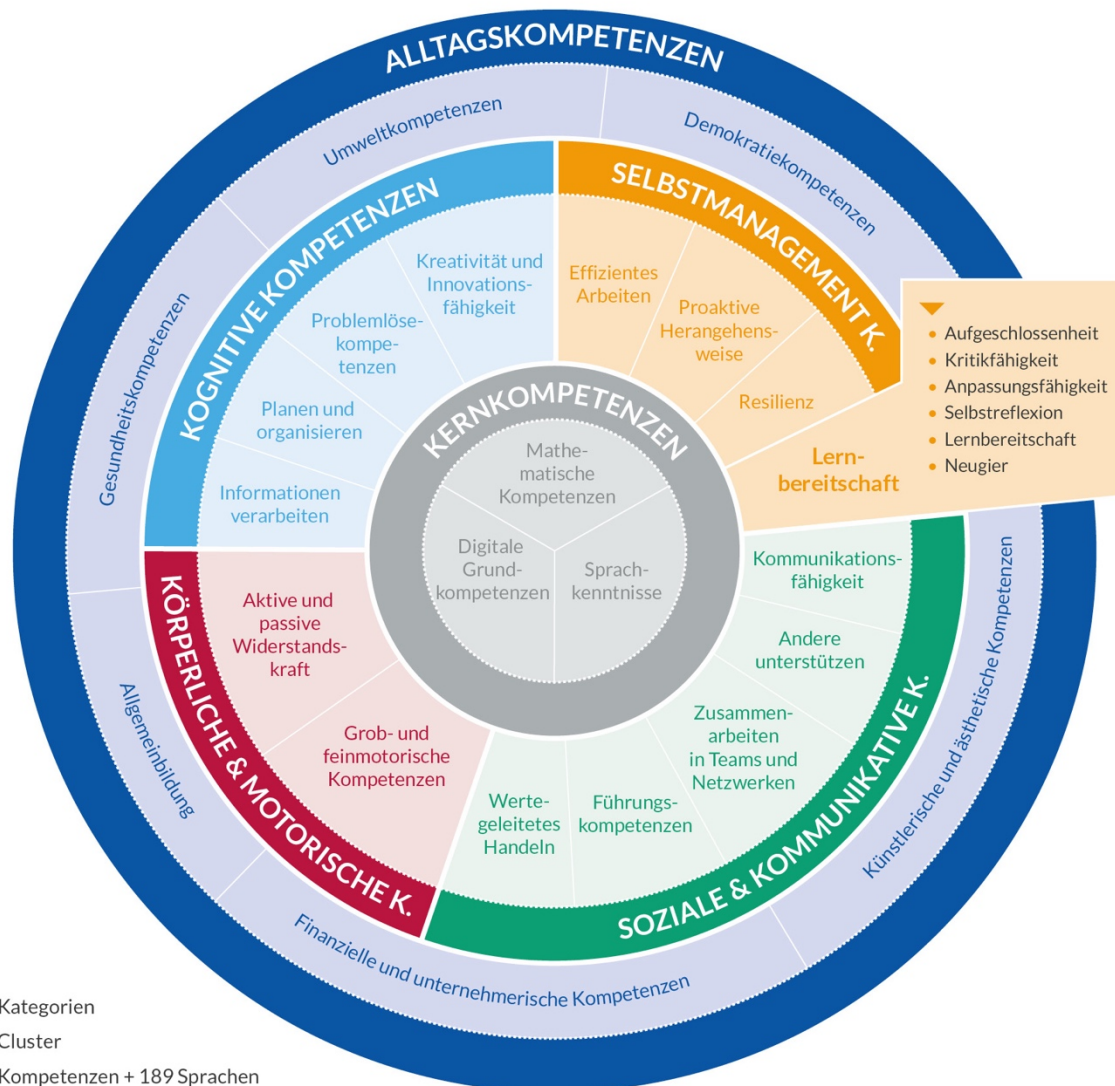 ALLTAGSKOMPETENZEN
Umweltkompetenzen
Demokratiekompetenzen
Gesundheitskompetenzen
Allgemeinbildung
Finanzielle und unternehmerische Kompetenzen
Künstlerische und ästhetische Kompetenzen
KOGNITIVE KOMPETENZEN
Kreativität und
Innovations-
fähigkeit
Problemlöse-
kompe-
tenzen
Planen und
organisieren
Informationen
verarbeiten
SELBSTMANAGEMENT K.
Effizientes
Arbeiten
Proaktive
Herangehens-
weise
Resilienz
Lern-
bereitschaft
Aufgeschlossenheit
Kritikfähigkeit
Anpassungsfähigkeit
Selbstreflexion
Lernbereitschaft
Neugier
KERNKOMPETENZEN
Mathe-
matische
Kompetenzen
Digitale
Grund-
kompetenzen
Sprach-
kenntnisse
KÖRPERLICHE & MOTORISCHE K.
Aktive und
passive
Widerstands-
kraft
Grob- und
feinmotorische
Kompetenzen
SOZIALE & KOMMUNIKATIVE K.
Kommunikations-
fähigkeit
Andere
unterstützen
Zusammen-
arbeiten
in Teams und
Netzwerken
Führungs-
kompetenzen
Werte-
geleitetes
Handeln
Kategorien
Cluster
Kompetenzen + 189 Sprachen